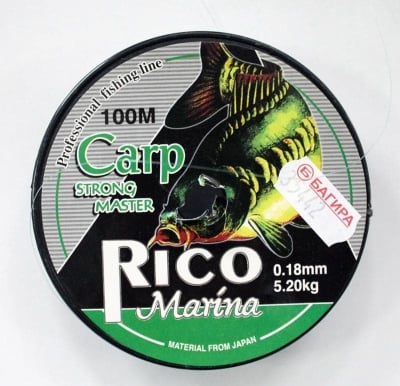 Professional fishing line
100M
Carp
STRONG
MASTER
Б БАГИРА
RICO
Marina
0.18mm
5.20kg
MATERIAL FROM JAPAN